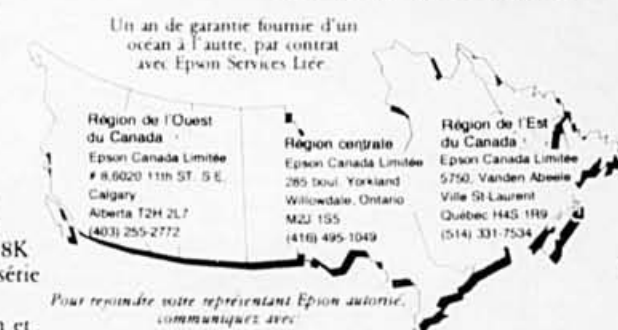 Un an de garantie fournie d'un
océan à l'autre, par contrat
avec Epson Services Ltée
Région de l'Ouest
du Canada
Epson Canada Limitée
# 8,6020 11th ST. S.E.
Calgary
Alberta T2H 2L7
(403) 255-2772
Région centrale
Epson Canada Limitée
285 boul. Yorkland
Willowdale, Ontario
M2J 1S5
(416) 495-1049
Région de l'Est
du Canada
Epson Canada Limitée
5750, Vanden Abeele
Ville St-Laurent
Québec H4S 1R9
(514) 331-7534
8K
série
et
Pour rejoindre votre représentant Epson autorisé,
communiquez avec